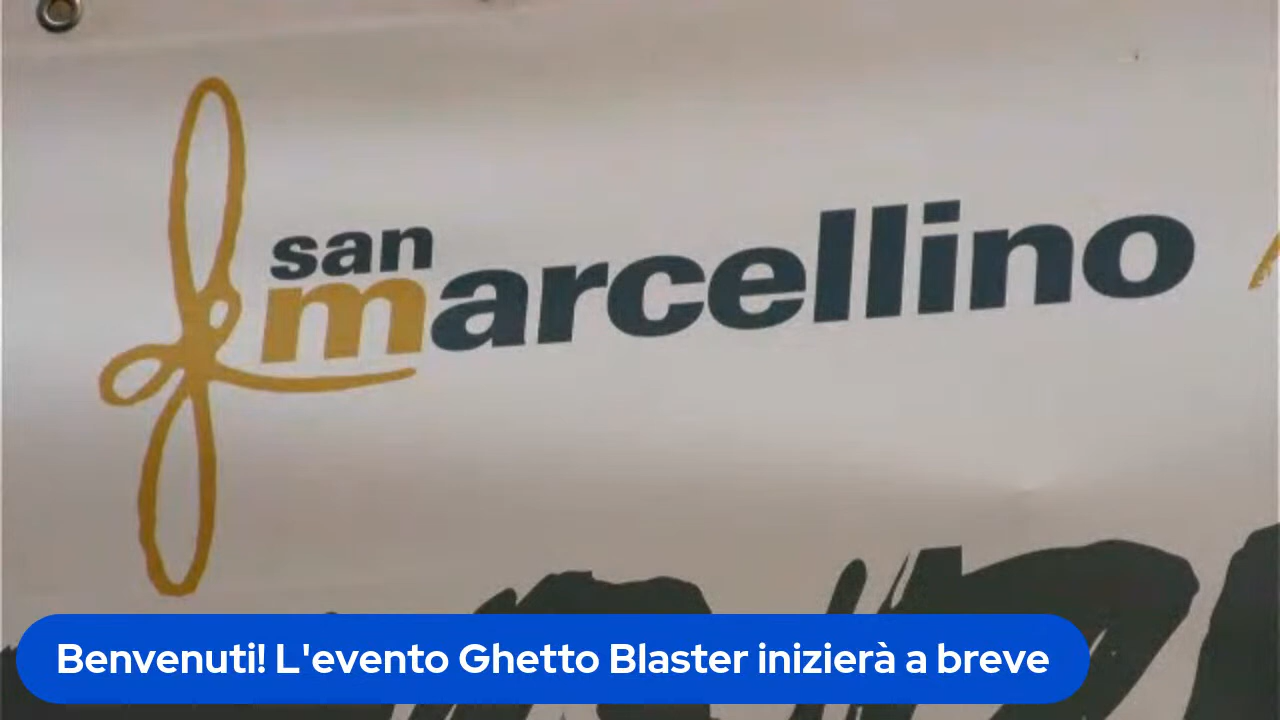 san
marcellino
Benvenuti! L'evento Ghetto Blaster inizierà a breve